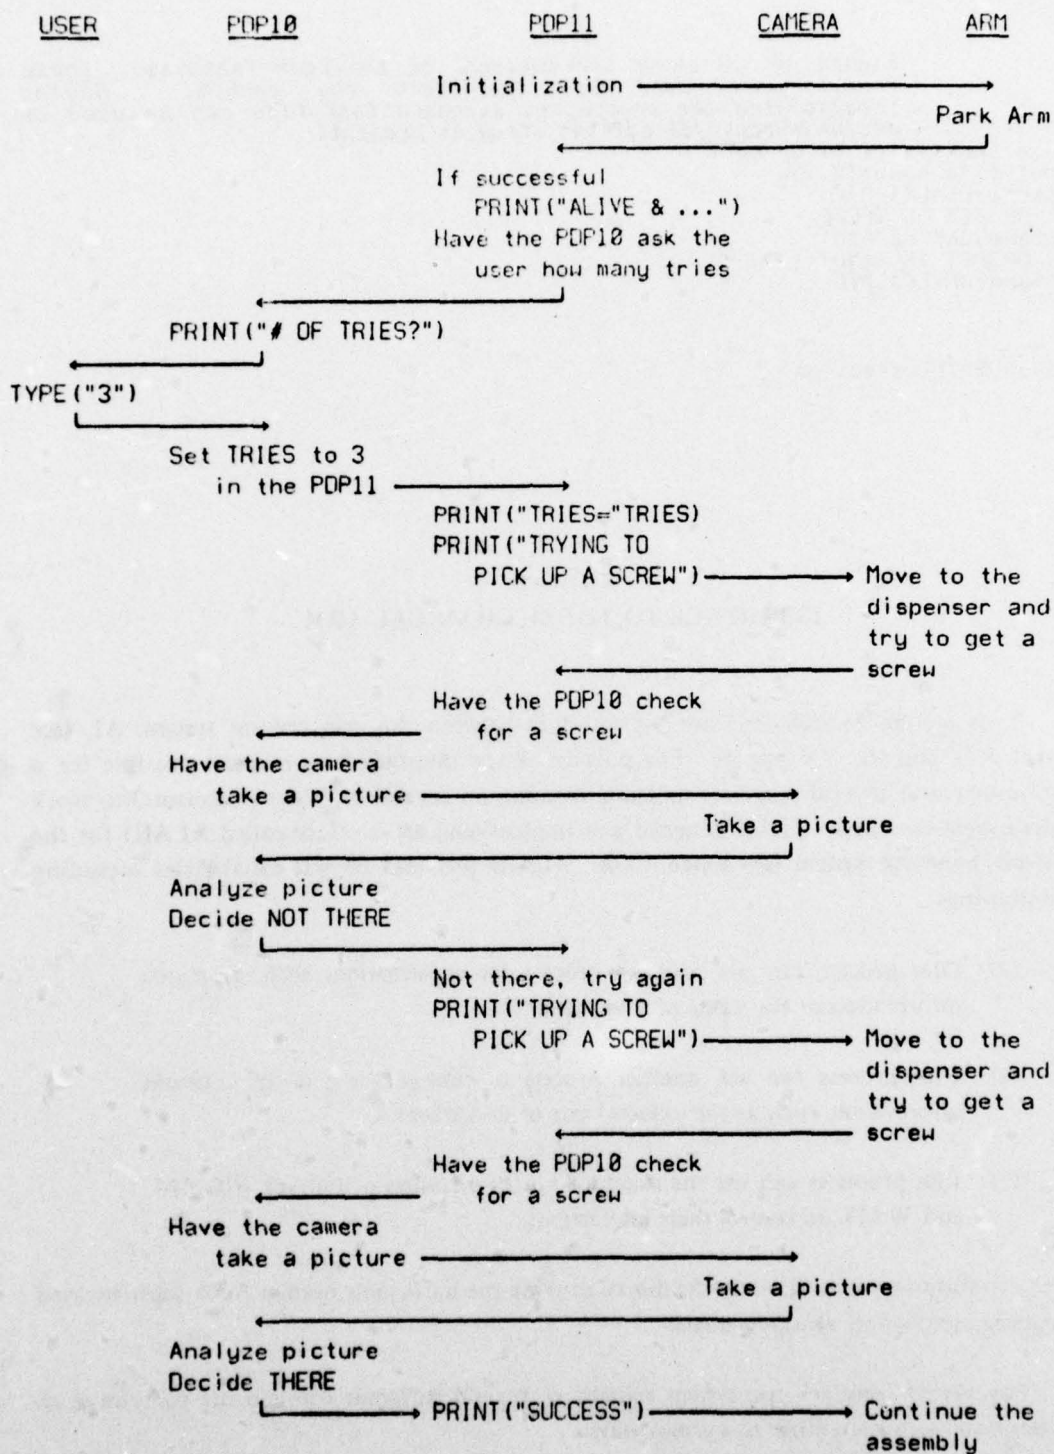 USER PDP10 PDP11 CAMERA ARM
Initialization
Park Arm
If successful
PRINT("ALIVE & ...")
Have the PDP10 ask the
user how many tries
PRINT("# OF TRIES?")
TYPE("3")
Set TRIES to 3
in the PDP11
PRINT("TRIES="TRIES)
PRINT("TRYING TO
PICK UP A SCREW") Move to the
dispenser and
try to get a
screw
Have the PDP10 check
for a screw
Have the camera
take a picture
Take a picture
Analyze picture
Decide NOT THERE
Not there, try again
PRINT("TRYING TO
PICK UP A SCREW") Move to the
dispenser and
try to get a
screw
Have the PDP10 check
for a screw
Have the camera
take a picture
Take a picture
Analyze picture
Decide THERE
PRINT("SUCCESS") Continue the
assembly